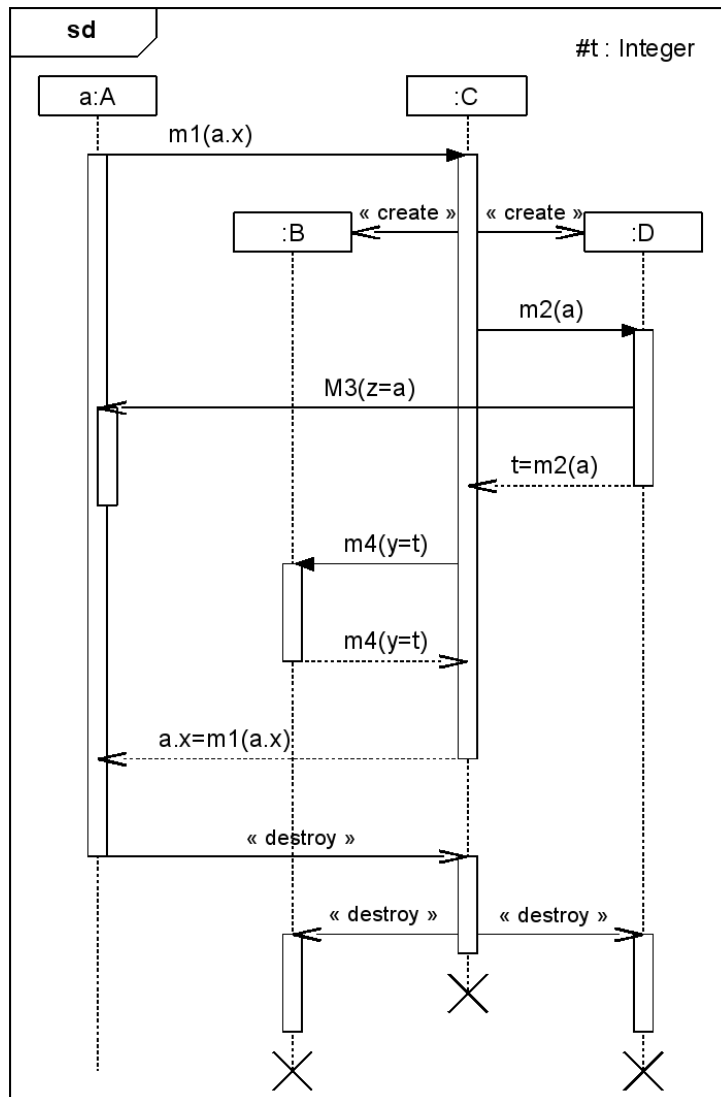 sd
#t : Integer
a:A
:C
m1(a.x)
« create »
« create »
:B
:D
m2(a)
M3(z=a)
t=m2(a)
m4(y=t)
m4(y=t)
a.x=m1(a.x)
« destroy »
« destroy »
« destroy »